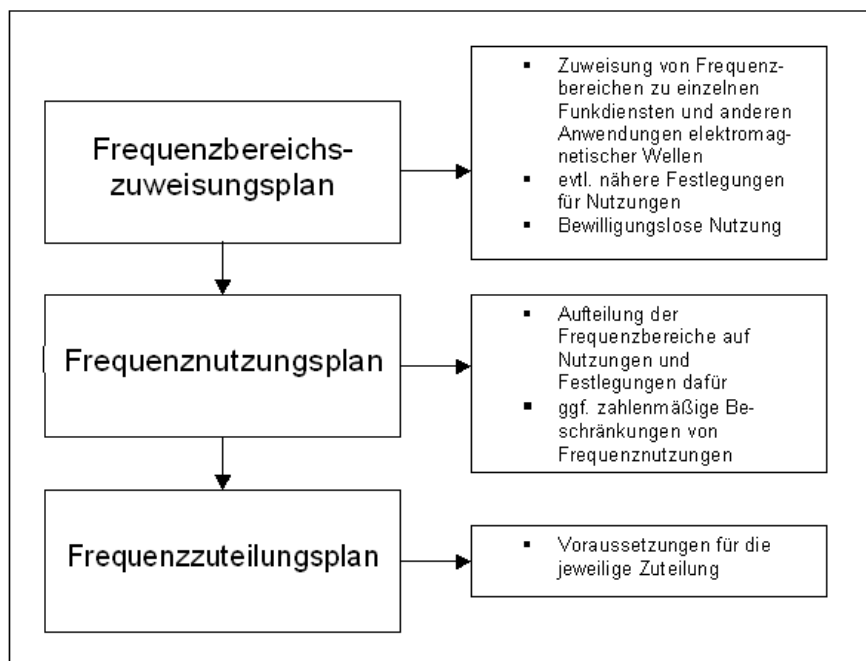 Frequenzbereichs-
zuweisungsplan
▪ Zuweisung von Frequenz-
bereichen zu einzelnen
Funkdiensten und anderen
Anwendungen elektromag-
netischer Wellen
▪ evtl. nähere Festlegungen
für Nutzungen
▪ Bewilligungslose Nutzung
Frequenznutzungsplan
▪ Aufteilung der
Frequenzbereiche auf
Nutzungen und
Festlegungen dafür
▪ ggf. zahlenmäßige Be-
schränkungen von
Frequenznutzungen
Frequenzzuteilungsplan
▪ Voraussetzungen für die
jeweilige Zuteilung